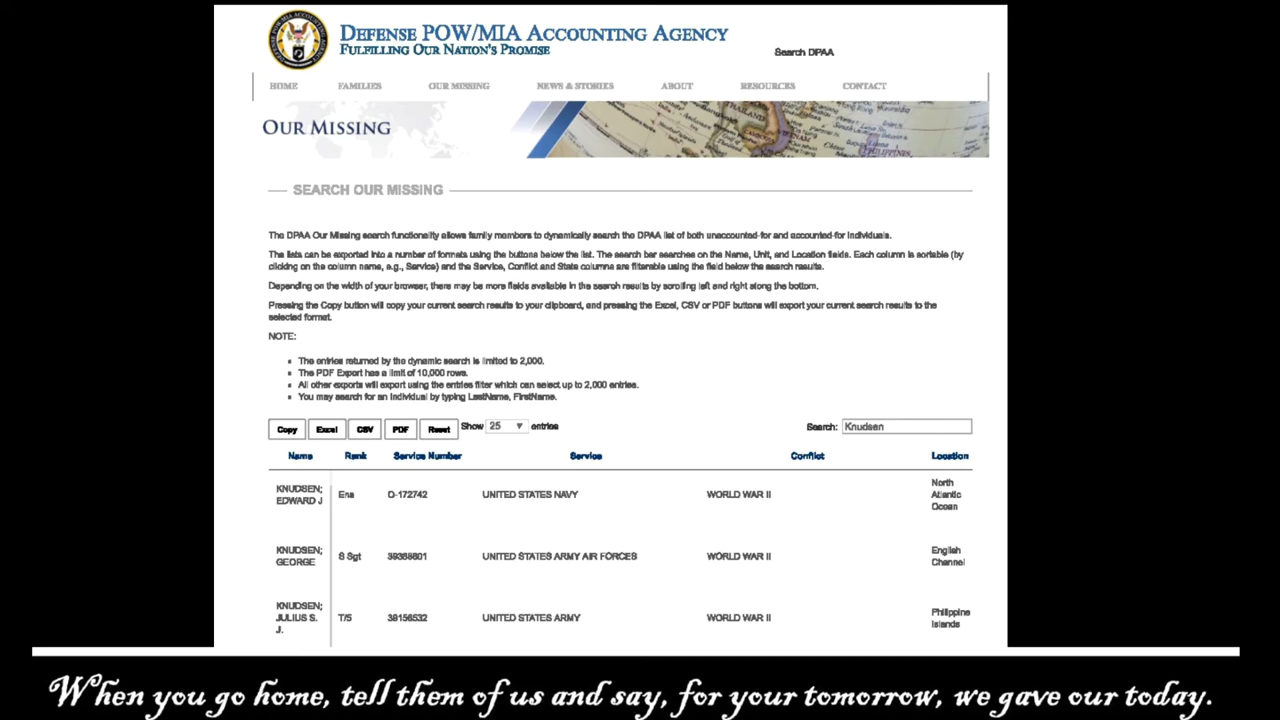 DEFENSE POW/MIA ACCOUNTING AGENCY
FULFILLING OUR NATION'S PROMISE
Search DPAA
HOME FAMILIES OUR MISSING NEWS & STORIES ABOUT RESOURCES CONTACT
OUR MISSING
THAILAND
VIETNAM
PHILIPPINES
SEARCH OUR MISSING
The DPAA Our Missing search functionality allows family members to dynamically search the DPAA list of both unaccounted-for and accounted-for individuals.
The lists can be exported into a number of formats using the buttons below the list. The search bar searches on the Name, Unit, and Location fields. Each column is sortable (by
clicking on the column name, e.g., Service) and the Service, Conflict and State columns are filterable using the field below the search results.
Depending on the width of your browser, there may be more fields available in the search results by scrolling left and right along the bottom.
Pressing the Copy button will copy your current search results to your clipboard, and pressing the Excel, CSV or PDF buttons will export your current search results to the
selected format.
NOTE:
The entries returned by the dynamic search is limited to 2,000.
The PDF Export has a limit of 10,000 rows.
All other exports will export using the entries filter which can select up to 2,000 entries.
You may search for an individual by typing LastName, FirstName.
Copy Excel CSV PDF Reset Show 25 entries Search: Knudsen
Name Rank Service Number Service Conflict Location
KNUDSEN, EDWARD J Ens O-172742 UNITED STATES NAVY WORLD WAR II North Atlantic Ocean
KNUDSEN, GEORGE S Sgt UNITED STATES ARMY AIR FORCES WORLD WAR II English Channel
KNUDSEN, JULIUS S. J. T/5 39156532 UNITED STATES ARMY WORLD WAR II Philippine Islands
When you go home, tell them of us and say, for your tomorrow, we gave our today.